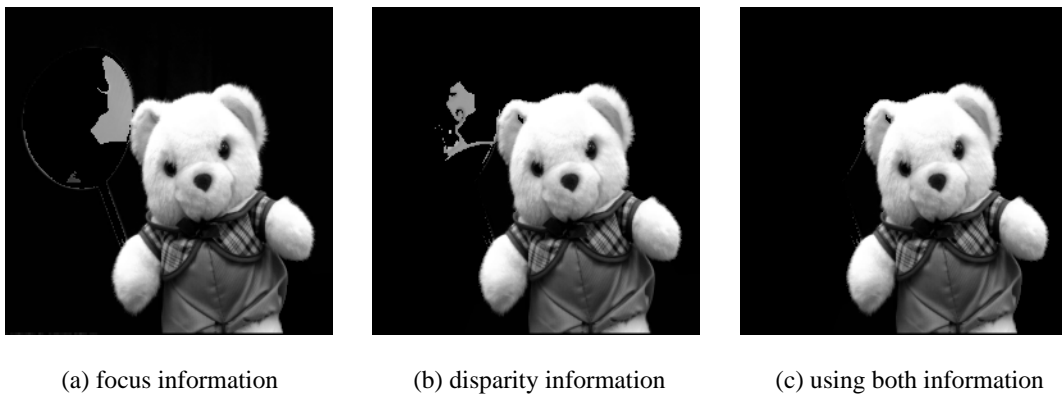 (a) focus information
(b) disparity information
(c) using both information